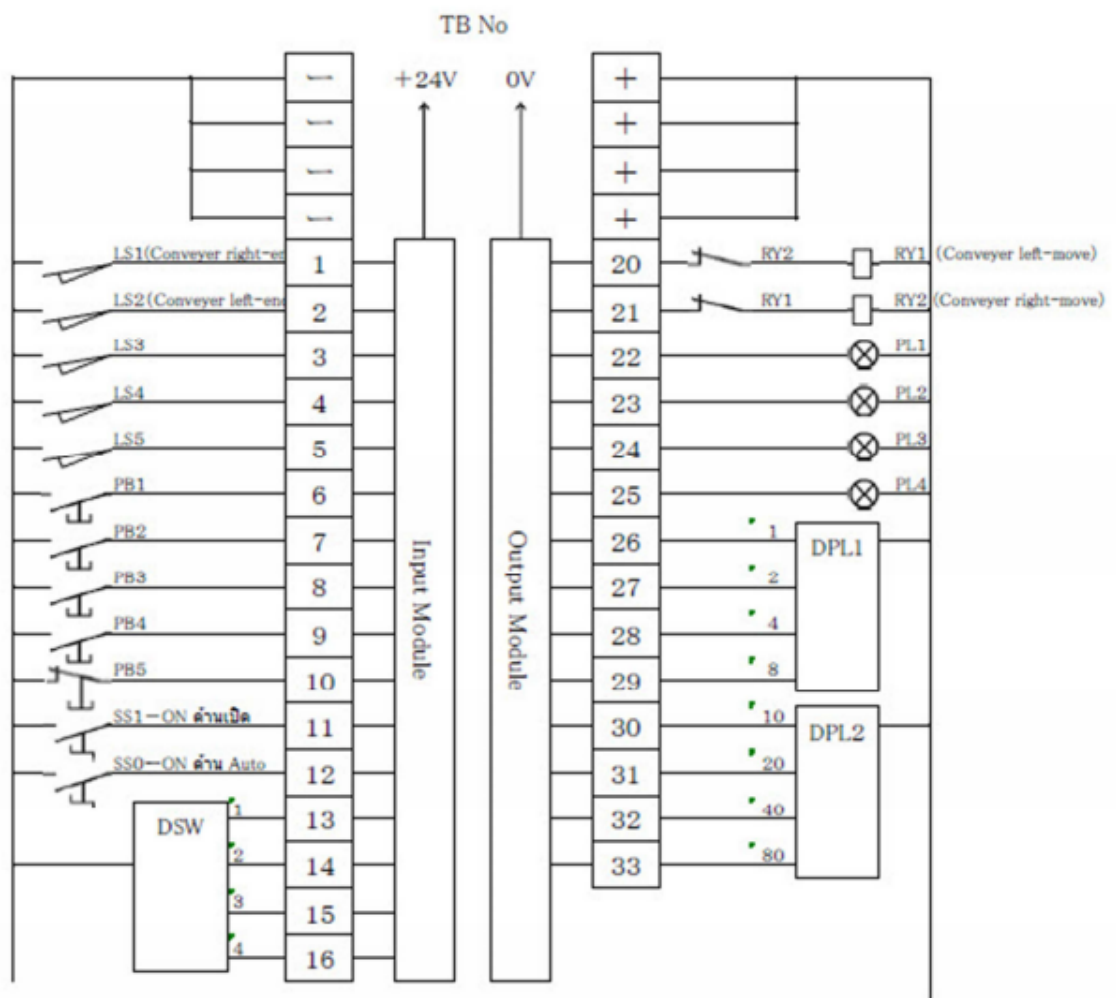 TB No
+24V
0V
−
−
−
−
+
+
+
+
LS1(Conveyer right-en
1
LS2(Conveyer left-end
2
LS3
3
LS4
4
LS5
5
PB1
6
PB2
7
PB3
8
PB4
9
PB5
10
SS1−ON ด้านเปิด
11
SS0−ON ด้าน Auto
12
DSW
1
13
2
14
3
15
4
16
Input Module
Output Module
20
RY2
RY1 (Conveyer left-move)
21
RY1
RY2 (Conveyer right-move)
22
PL1
23
PL2
24
PL3
25
PL4
26
1
DPL1
27
2
28
4
29
8
30
10
DPL2
31
20
32
40
33
80